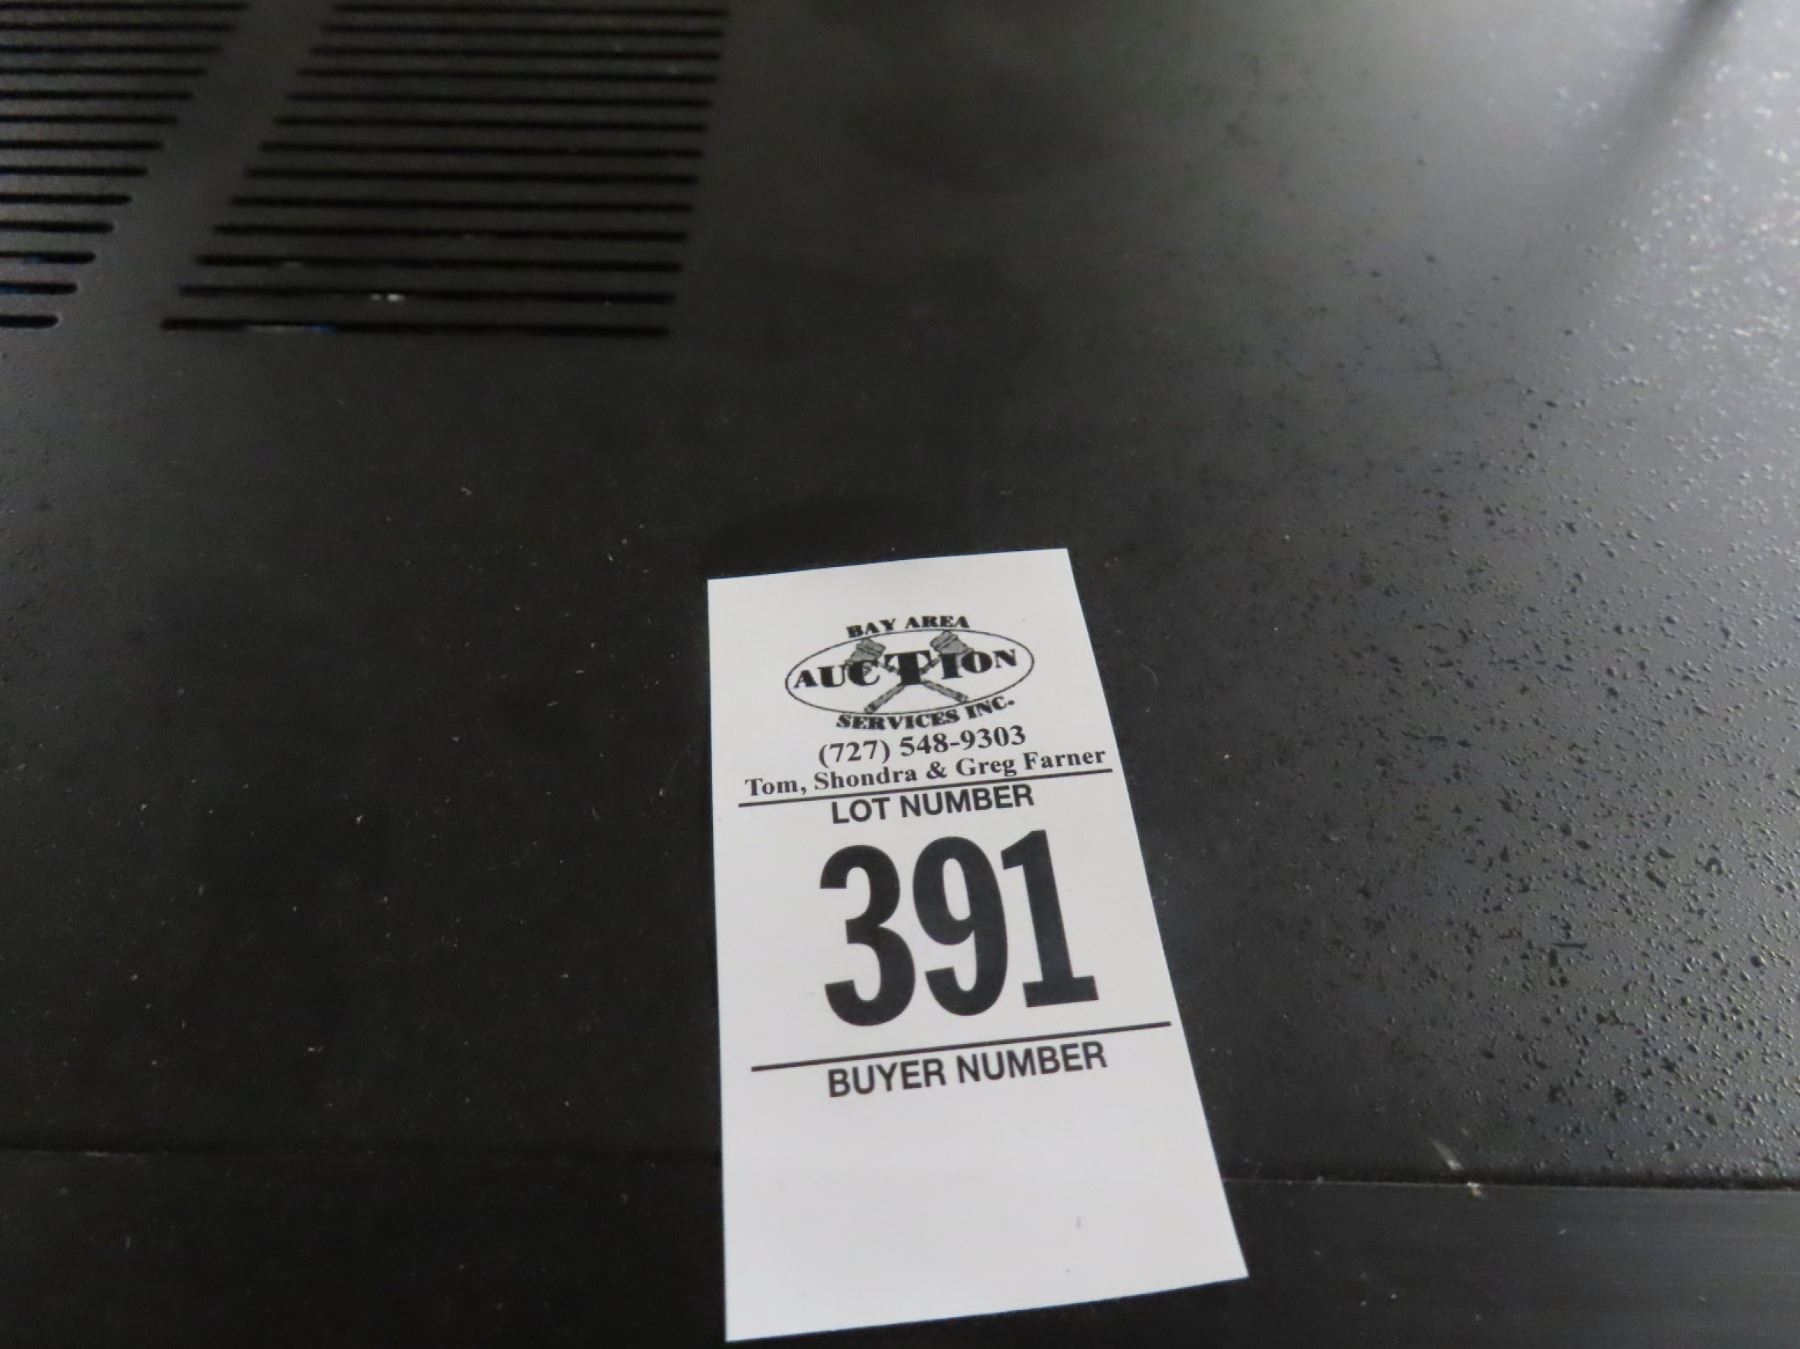 BAY AREA
AUCTION
SERVICES INC.
(727) 548-9303
Tom, Shondra & Greg Farner
LOT NUMBER
391
BUYER NUMBER